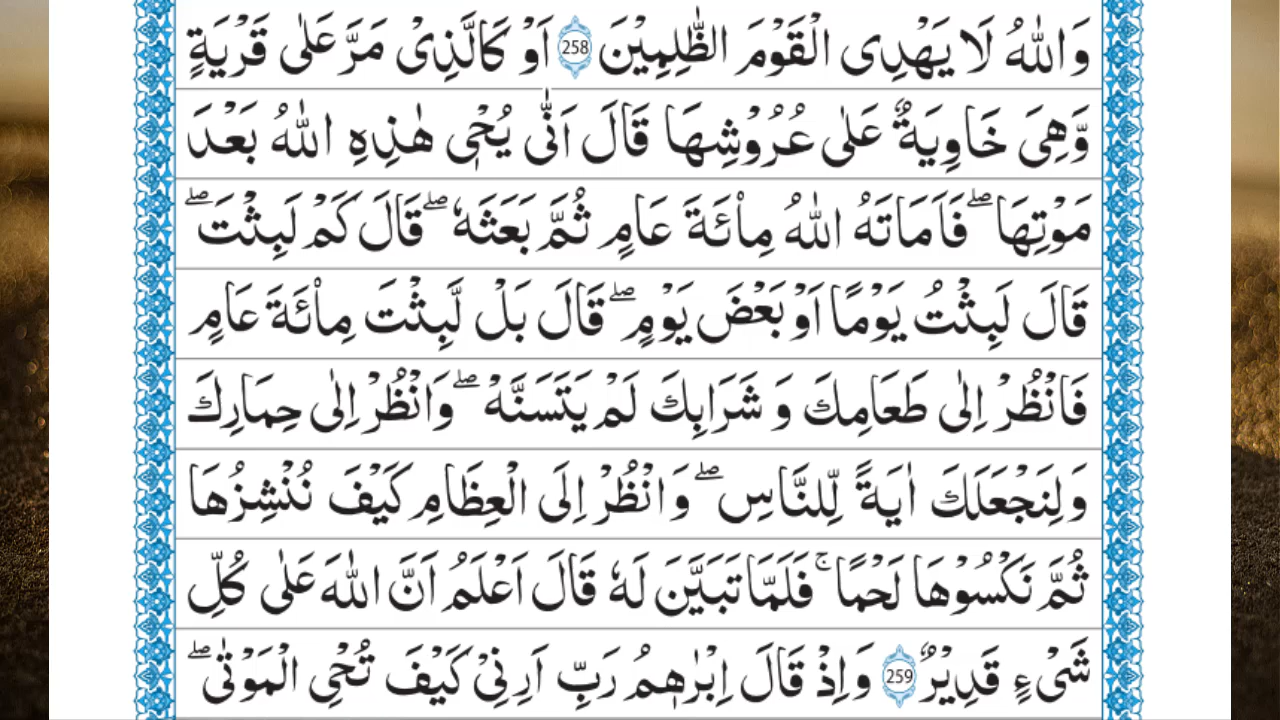 وَاللّٰهُ لَا يَهْدِى الْقَوْمَ الظّٰلِمِيْنَ 258 اَوْ كَالَّذِىْ مَرَّ عَلٰى قَرْيَةٍ
وَّهِىَ خَاوِيَةٌ عَلٰى عُرُوْشِهَا قَالَ اَنّٰى يُحْىٖ هٰذِهِ اللّٰهُ بَعْدَ
مَوْتِهَا ۖ فَاَمَاتَهُ اللّٰهُ مِائَةَ عَامٍ ثُمَّ بَعَثَهٗ ۖ قَالَ كَمْ لَبِثْتَ ۖ
قَالَ لَبِثْتُ يَوْمًا اَوْ بَعْضَ يَوْمٍ ۖ قَالَ بَلْ لَّبِثْتَ مِائَةَ عَامٍ
فَانْظُرْ اِلٰى طَعَامِكَ وَ شَرَابِكَ لَمْ يَتَسَنَّهْ ۖ وَانْظُرْ اِلٰى حِمَارِكَ
وَلِنَجْعَلَكَ اٰيَةً لِّلنَّاسِ ۖ وَانْظُرْ اِلَى الْعِظَامِ كَيْفَ نُنْشِزُهَا
ثُمَّ نَكْسُوْهَا لَحْمًا ۚ فَلَمَّا تَبَيَّنَ لَهٗ قَالَ اَعْلَمُ اَنَّ اللّٰهَ عَلٰى كُلِّ
شَىْءٍ قَدِيْرٌ 259 وَاِذْ قَالَ اِبْرٰهٖمُ رَبِّ اَرِنِىْ كَيْفَ تُحْىِ الْمَوْتٰى ۖ